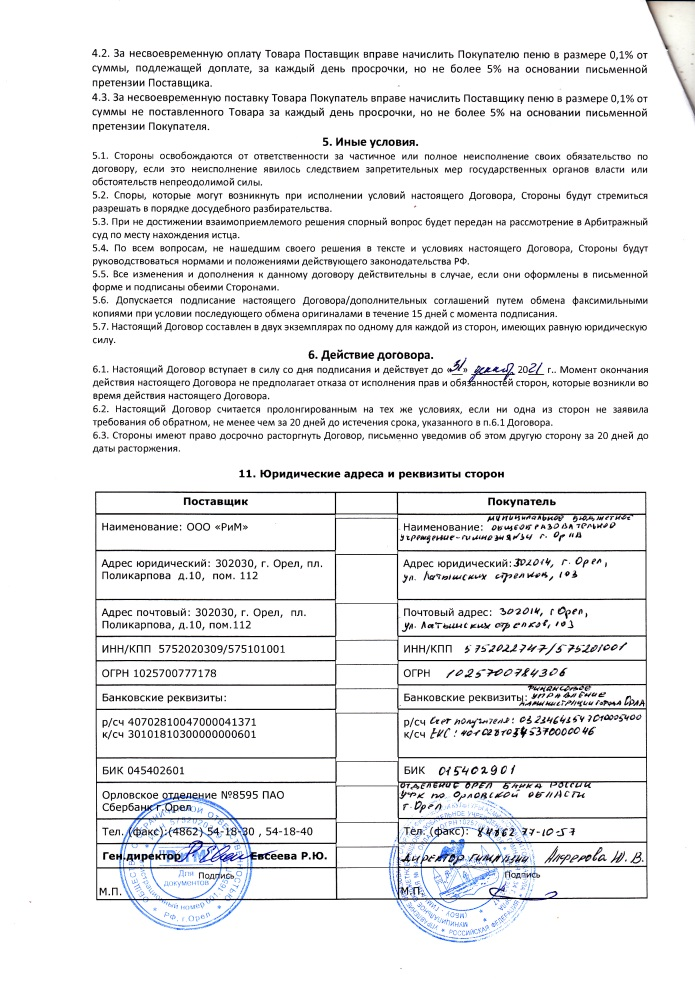 4.2. За несвоевременную оплату Товара Поставщик вправе начислить Покупателю пеню в размере 0,1% от
суммы, подлежащей доплате, за каждый день просрочки, но не более 5% на основании письменной
претензии Поставщика.
4.3. За несвоевременную поставку Товара Покупатель вправе начислить Поставщику пеню в размере 0,1% от
суммы не поставленного Товара за каждый день просрочки, но не более 5% на основании письменной
претензии Покупателя.
5. Иные условия.
5.1. Стороны освобождаются от ответственности за частичное или полное неисполнение своих обязательство по
договору, если это неисполнение явилось следствием запретительных мер государственных органов власти или
обстоятельств непреодолимой силы.
5.2. Споры, которые могут возникнуть при исполнении условий настоящего Договора, Стороны будут стремиться
разрешать в порядке досудебного разбирательства.
5.3. При не достижении взаимоприемлемого решения спорный вопрос будет передан на рассмотрение в Арбитражный
суд по месту нахождения истца.
5.4. По всем вопросам, не нашедшим своего решения в тексте и условиях настоящего Договора, Стороны будут
руководствоваться нормами и положениями действующего законодательства РФ.
5.5. Все изменения и дополнения к данному договору действительны в случае, если они оформлены в письменной
форме и подписаны обеими Сторонами.
5.6. Допускается подписание настоящего Договора/дополнительных соглашений путем обмена факсимильными
копиями при условии последующего обмена оригиналами в течение 15 дней с момента подписания.
5.7. Настоящий Договор составлен в двух экземплярах по одному для каждой из сторон, имеющих равную юридическую
силу.
6. Действие договора.
6.1. Настоящий Договор вступает в силу со дня подписания и действует до «31» декабр 2021 г.. Момент окончания
действия настоящего Договора не предполагает отказа от исполнения прав и обязанностей сторон, которые возникли во
время действия настоящего Договора.
6.2. Настоящий Договор считается пролонгированным на тех же условиях, если ни одна из сторон не заявила
требования об обратном, не менее чем за 20 дней до истечения срока, указанного в п.6.1 Договора.
6.3. Стороны имеют право досрочно расторгнуть Договор, письменно уведомив об этом другую сторону за 20 дней до
даты расторжения.
11. Юридические адреса и реквизиты сторон
Поставщик Покупатель
Наименование: ООО «РиМ» Наименование: муниципальное бюджетное
общеобразовательное
учреждение-гимназия №34 г. Орла
Адрес юридический: 302030, г. Орел, пл. Адрес юридический: 302014, г. Орел,
Поликарпова д.10, пом. 112 ул. Латышских стрелков, 103
Адрес почтовый: 302030, г. Орел, пл. Почтовый адрес: 302014, г Орел,
Поликарпова, д.10, пом.112 ул. Латышских стрелков, 103
ИНН/КПП 5752020309/575101001 ИНН/КПП 5752022747/575201001
ОГРН 1025700777178 ОГРН 1025700784306
Банковские реквизиты: Банковские реквизиты: Финансовое
управление
администрации города Орла
р/сч 40702810047000041371 р/сч Счет получателя:
к/сч 30101810300000000601 к/сч ЕКС:
БИК 045402601 БИК 015402901
Орловское отделение №8595 ПАО Отделение Орел Банка России
Сбербанк г.Орел УФК по Орловской области
г. Орел
Тел. (факс):(4862) 54-18-30 , 54-18-40 Тел. (факс): 84862 77-10-57
Ген.директор Евсеева Р.Ю. Директор гимназии Алферова Ю. В.
Подпись Подпись
М.П. М.П.
Для
документов
РФ, г.Орел